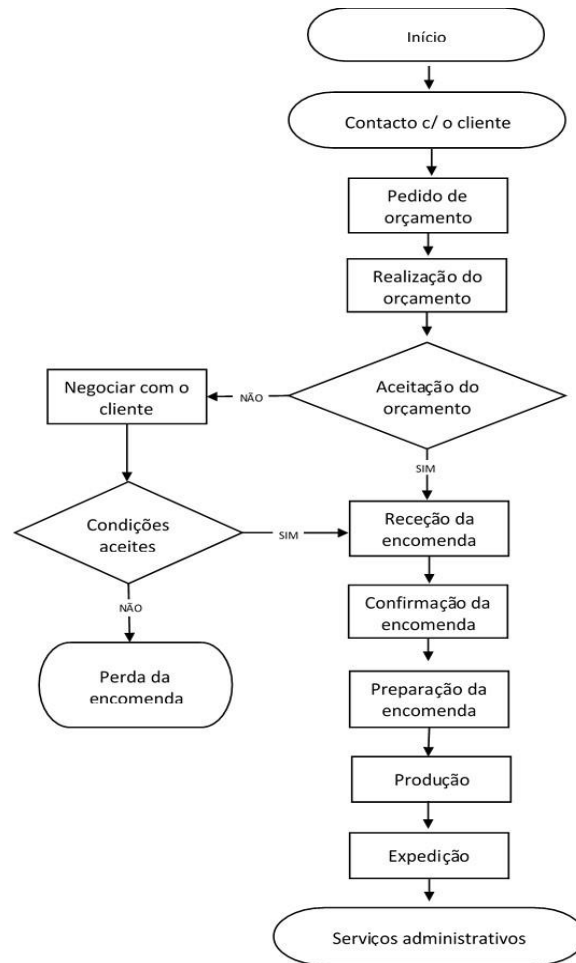 Início
Contacto c/ o cliente
Pedido de
orçamento
Realização do
orçamento
Aceitação do
orçamento
NÃO
Negociar com o
cliente
SIM
Condições
aceites
SIM
Receção da
encomenda
NÃO
Confirmação da
encomenda
Perda da
encomenda
Preparação da
encomenda
Produção
Expedição
Serviços administrativos